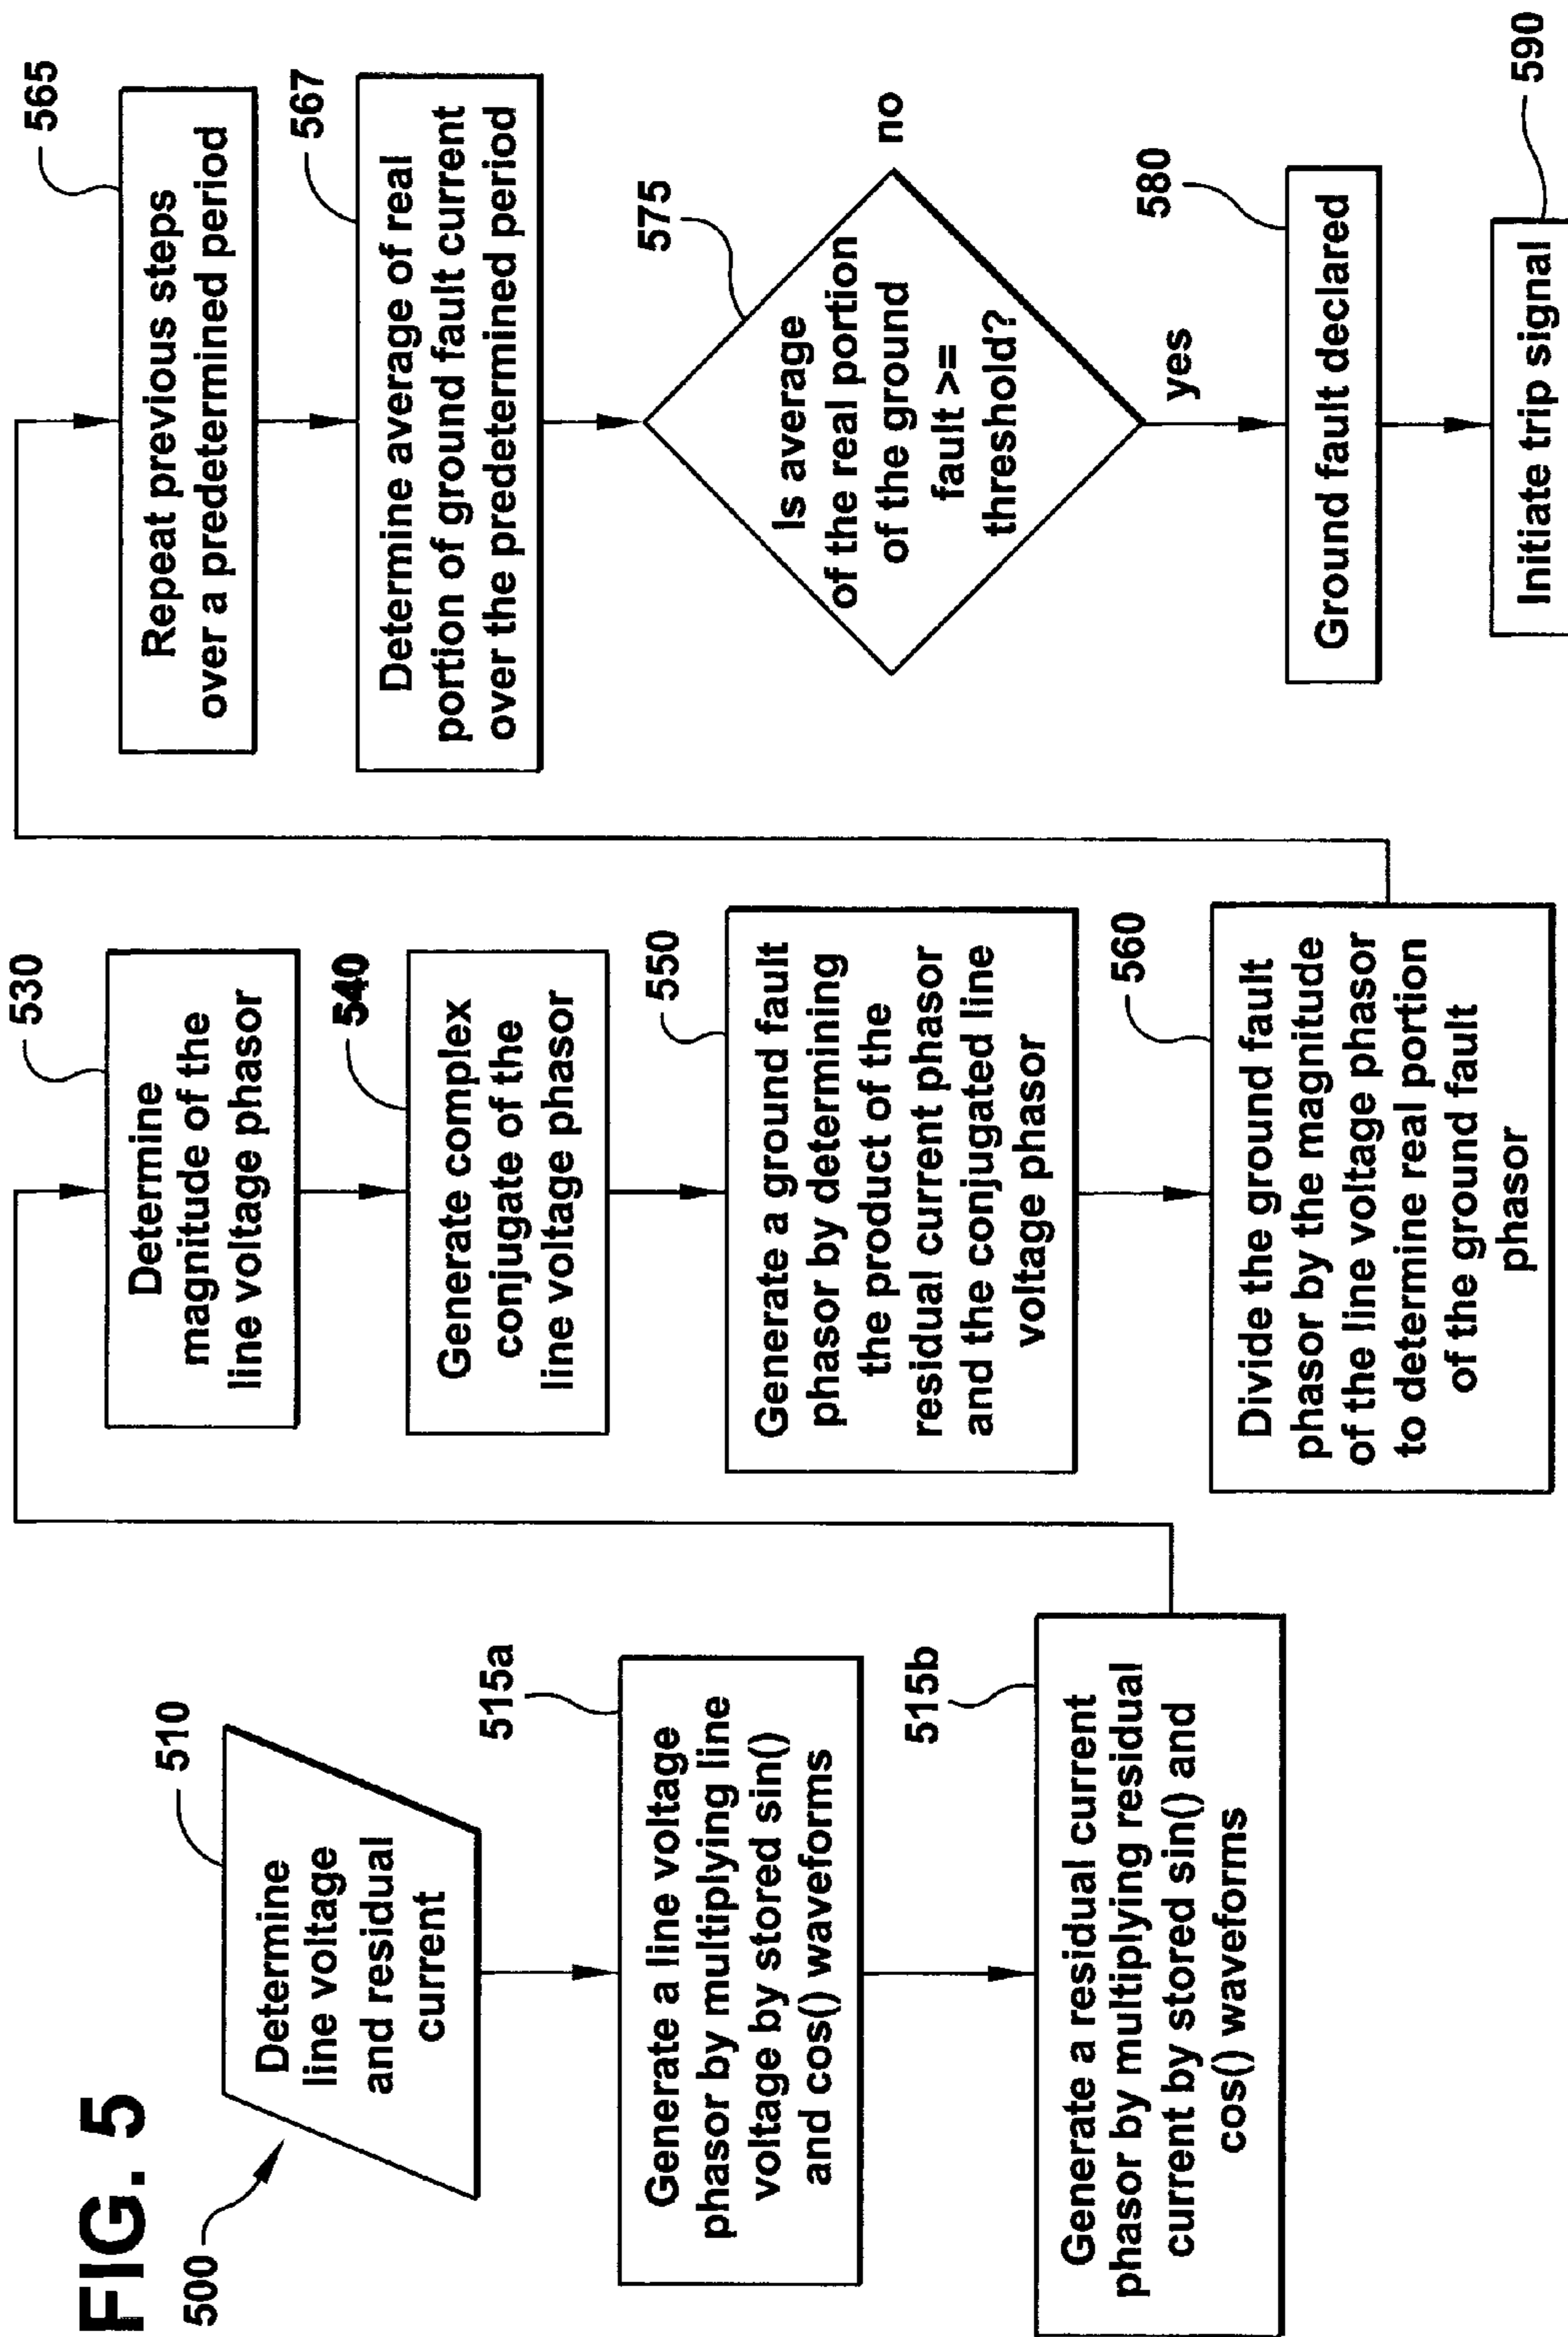 FIG. 5
500
510
Determine
line voltage
and residual
current
515a
Generate a line voltage
phasor by multiplying line
voltage by stored sin()
and cos() waveforms
515b
Generate a residual current
phasor by multiplying residual
current by stored sin() and
cos() waveforms
530
Determine
magnitude of the
line voltage phasor
540
Generate complex
conjugate of the
line voltage phasor
550
Generate a ground fault
phasor by determining
the product of the
residual current phasor
and the conjugated line
voltage phasor
560
Divide the ground fault
phasor by the magnitude
of the line voltage phasor
to determine real portion
of the ground fault
phasor
565
Repeat previous steps
over a predetermined period
567
Determine average of real
portion of ground fault current
over the predetermined period
575
Is average
of the real portion
of the ground
fault >=
threshold?
no
yes
580
Ground fault declared
590
Initiate trip signal